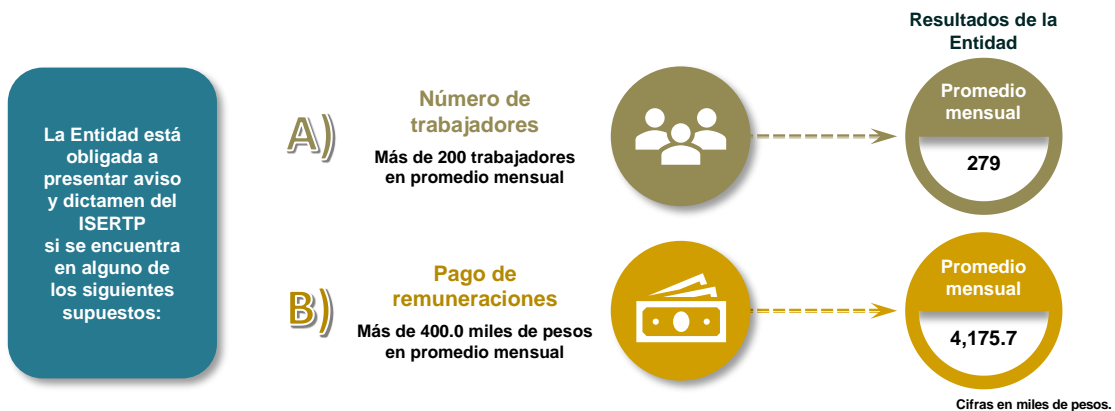 Resultados de la
Entidad
La Entidad está
obligada a
presentar aviso
y dictamen del
ISERTP
si se encuentra
en alguno de
los siguientes
supuestos:
A)
Número de
trabajadores
Más de 200 trabajadores
en promedio mensual
Promedio
mensual
279
B)
Pago de
remuneraciones
Más de 400.0 miles de pesos
en promedio mensual
Promedio
mensual
4,175.7
Cifras en miles de pesos.